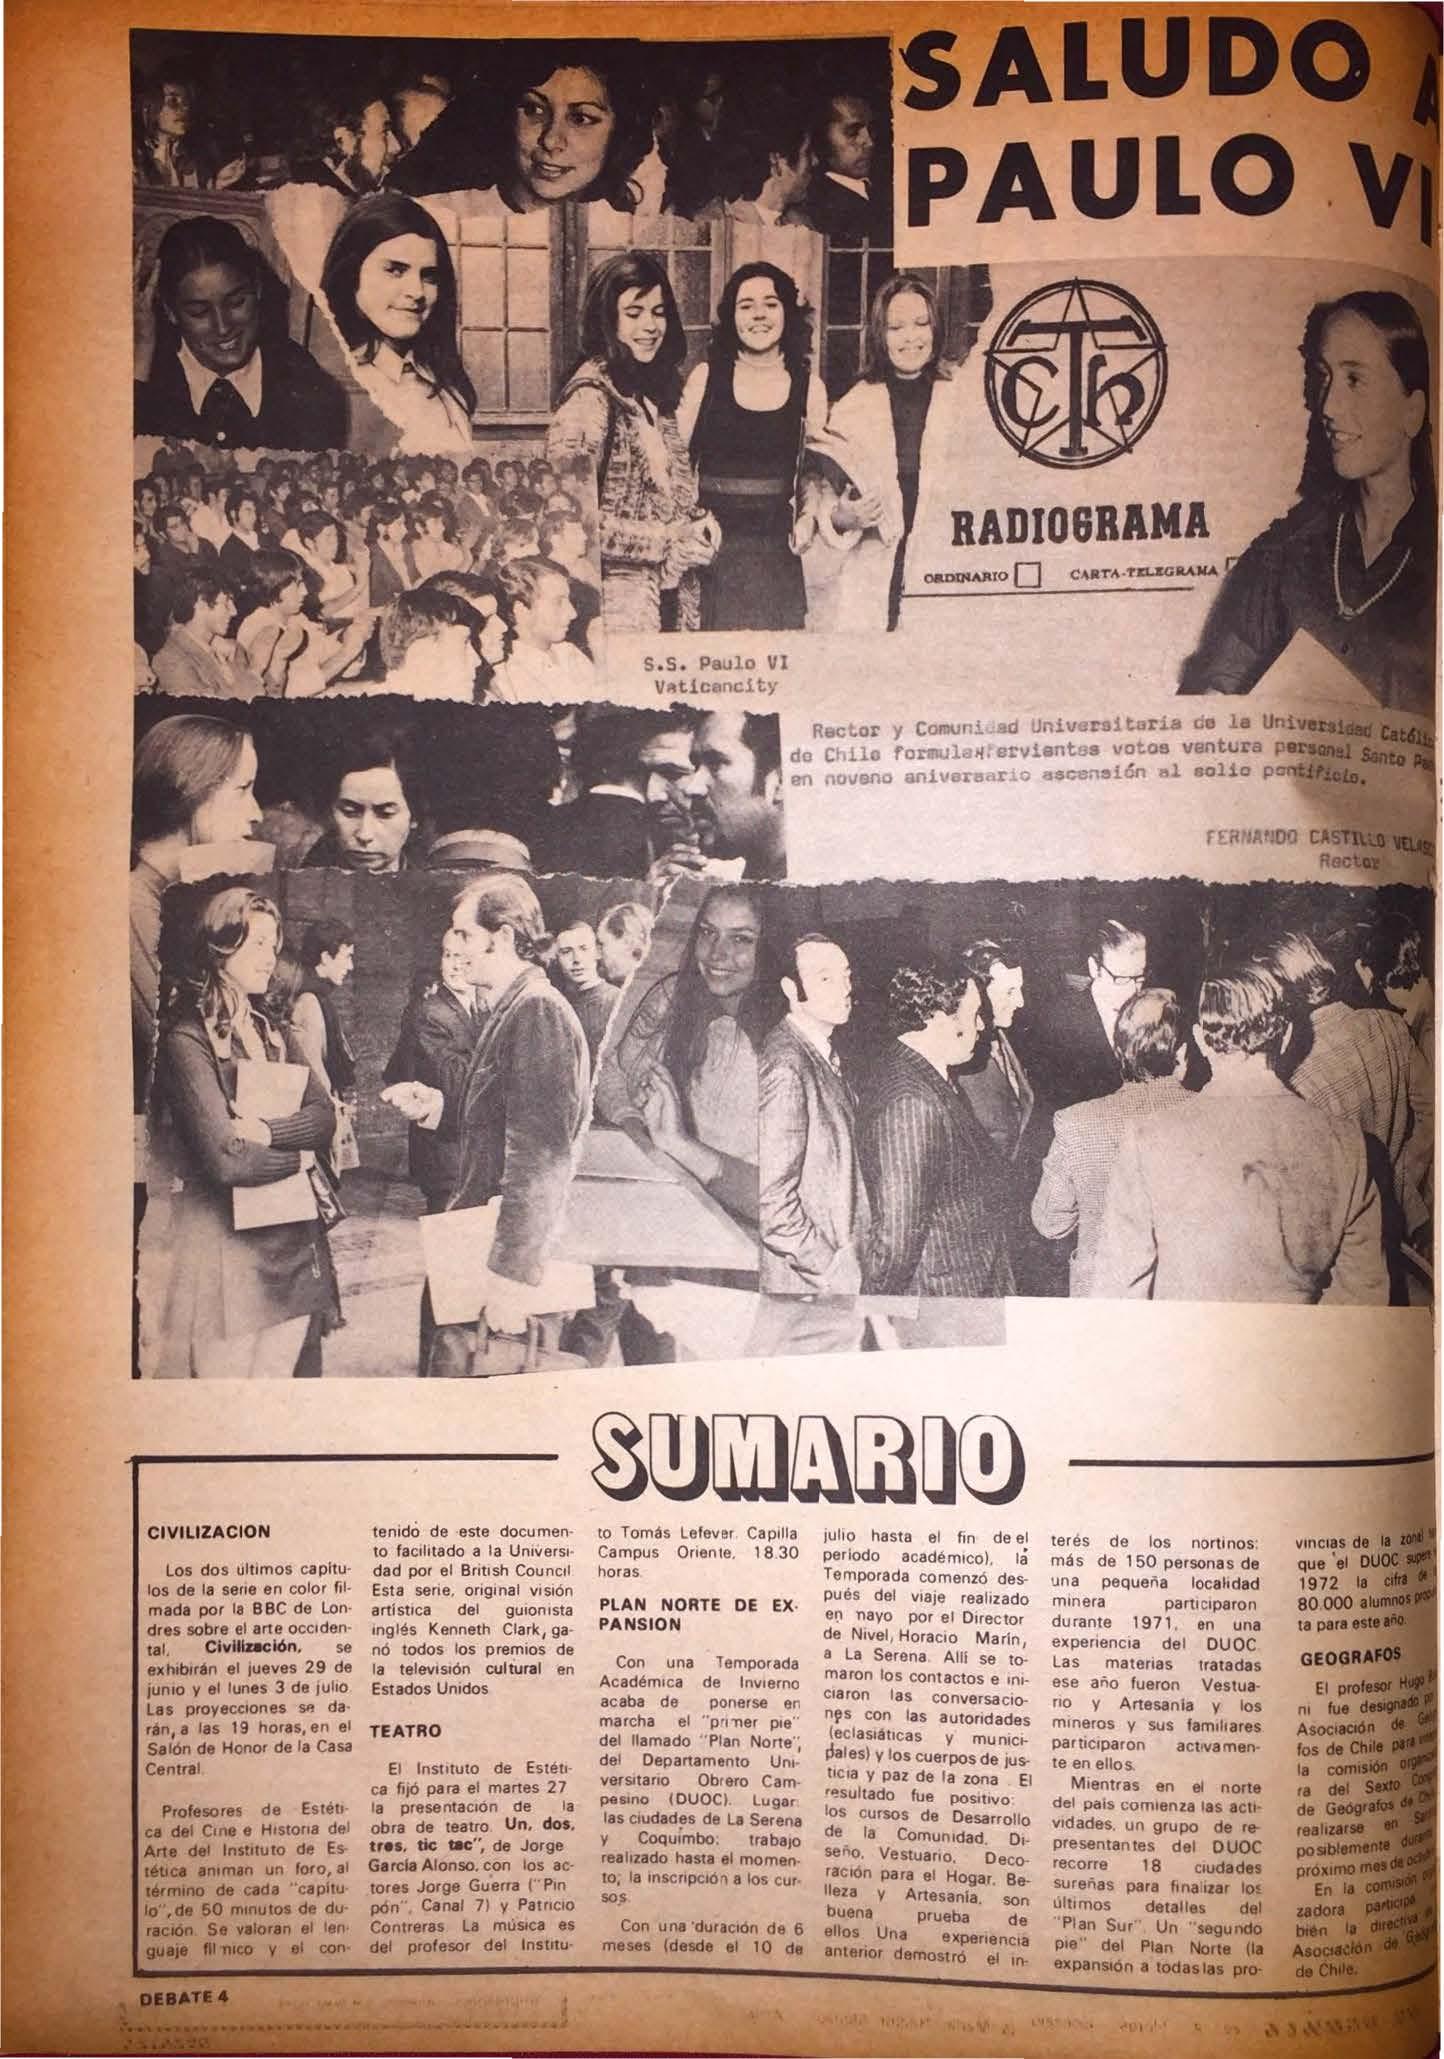 SALUDO A
PAULO VI
CTh
RADIOGRAMA
ORDINARIO
CARTA-TELEGRAMA
S.S. Paulo VI
Vaticancity
Rector y Comunidad Universitaria de la Universidad Catól
de Chile formulan fervientes votos ventura personal Santo
en noveno aniversario ascensión al solio pontificio.
FERNANDO CASTILLO VELASC
Rector
SUMARIO
CIVILIZACION
Los dos últimos capítu-
los de la serie en color fil-
mada por la BBC de Lon-
dres sobre el arte occiden-
tal, Civilización, se
exhibirán el jueves 29 de
junio y el lunes 3 de julio.
Las proyecciones se da-
rán, a las 19 horas, en el
Salón de Honor de la Casa
Central.
Profesores de Estéti-
ca del Cine e Historia del
Arte del Instituto de Es-
tética animan un foro, al
término de cada "capítu-
lo", de 50 minutos de du-
ración. Se valoran el len-
guaje fílmico y el con-
tenido de este documen-
to facilitado a la Universi-
dad por el British Council.
Esta serie, original visión
artística del guionista
inglés Kenneth Clark, ga-
nó todos los premios de
la televisión cultural en
Estados Unidos
TEATRO
El Instituto de Estéti-
ca fijó para el martes 27
la presentación de la
obra de teatro. Un, dos,
tres, tic tac", de Jorge
García Alonso, con los ac-
tores Jorge Guerra ("Pin
pón", Canal 7) y Patricio
Contreras. La música es
del profesor del Institu-
to Tomás Lefever. Capilla
Campus Oriente, 18.30
horas.
PLAN NORTE DE EX-
PANSION
Con una Temporada
Académica de Invierno
acaba de ponerse en
marcha el "primer pie"
del llamado "Plan Norte",
del Departamento Uni-
versitario Obrero Cam-
pesino (DUOC). Lugar:
las ciudades de La Serena
y Coquimbo; trabajo
realizado hasta el momen-
to; la inscripción a los cur-
sos.
Con una duración de 6
meses (desde el 10 de
julio hasta el fin de el
período académico), la
Temporada comenzó des-
pués del viaje realizado
en nayo por el Director
de Nivel, Horacio Marín,
a La Serena. Allí se to-
maron los contactos e ini-
ciaron las conversacio-
nes con las autoridades
(eclasiáticas y munici-
pales) y los cuerpos de jus-
ticia y paz de la zona. El
resultado fue positivo:
los cursos de Desarrollo
de la Comunidad, Di-
seño, Vestuario, Deco-
ración para el Hogar, Be-
lleza y Artesanía, son
buena prueba de
ellos Una experiencia
anterior demostró el in-
terés de los nortinos:
más de 150 personas de
una pequeña localidad
minera participaron
durante 1971, en una
experiencia del DUOC.
Las materias tratadas
ese año fueron Vestua-
rio y Artesanía y los
mineros y sus familiares
participaron activamen-
te en ellos.
Mientras en el norte
del país comienza las acti-
vidades, un grupo de re-
presentantes del DUOC
recorre 18 ciudades
sureñas para finalizar los
últimos detalles del
"Plan Sur". Un "segundo
pie" del Plan Norte (la
expansión a todas las pro-
vincias de la zona)
que el DUOC supere
1972 la cifra de
80.000 alumnos propues
ta para este año.
GEOGRAFOS
El profesor Hugo
ni fue designado por
Asociación de Geógra
fos de Chile para
la comisión organiza
ra del Sexto Congr
de Geógrafos de Chile
realizarse en
posiblemente durante
próximo mes de octubre
En la comisión orga
zadora participa
bién la directiva de
Asociación de Geógraf
de Chile.
DEBATE 4